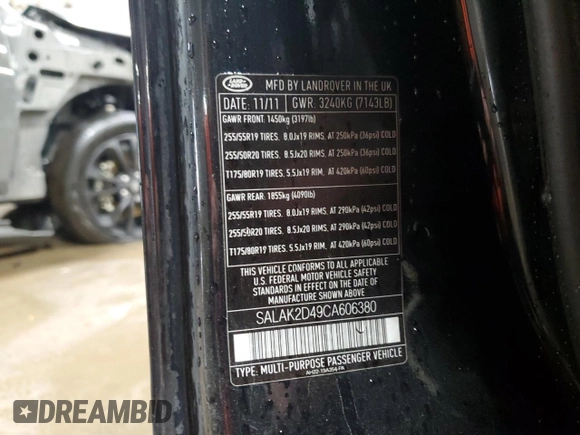 LAND ROVER
MFD BY LANDROVER IN THE UK
DATE: 11/11 GWR. 3240KG (7143LB)
GAWR FRONT. 1450kg (3197lb)
255/55R19 TIRES. 8.0Jx19 RIMS. AT 250kPa (36psi) COLD
255/50R20 TIRES. 8.5Jx20 RIMS. AT 250kPa (36psi) COLD
T175/80R19 TIRES. 5.5Jx19 RIM. AT 420kPa (60psi) COLD
GAWR REAR. 1855kg (4090lb)
255/55R19 TIRES. 8.0Jx19 RIMS. AT 290kPa (42psi) COLD
255/50R20 TIRES. 8.5Jx20 RIMS. AT 290kPa (42psi) COLD
T175/80R19 TIRES. 5.5Jx19 RIM. AT 420kPa (60psi) COLD
THIS VEHICLE CONFORMS TO ALL APPLICABLE
U.S. FEDERAL MOTOR VEHICLE SAFETY
STANDARDS IN EFFECT ON THE DATE OF
MANUFACTURE SHOWN ABOVE
SALAK2D49CA606380
TYPE: MULTI-PURPOSE PASSENGER VEHICLE
AH22-15A354-FA
DREAMBID